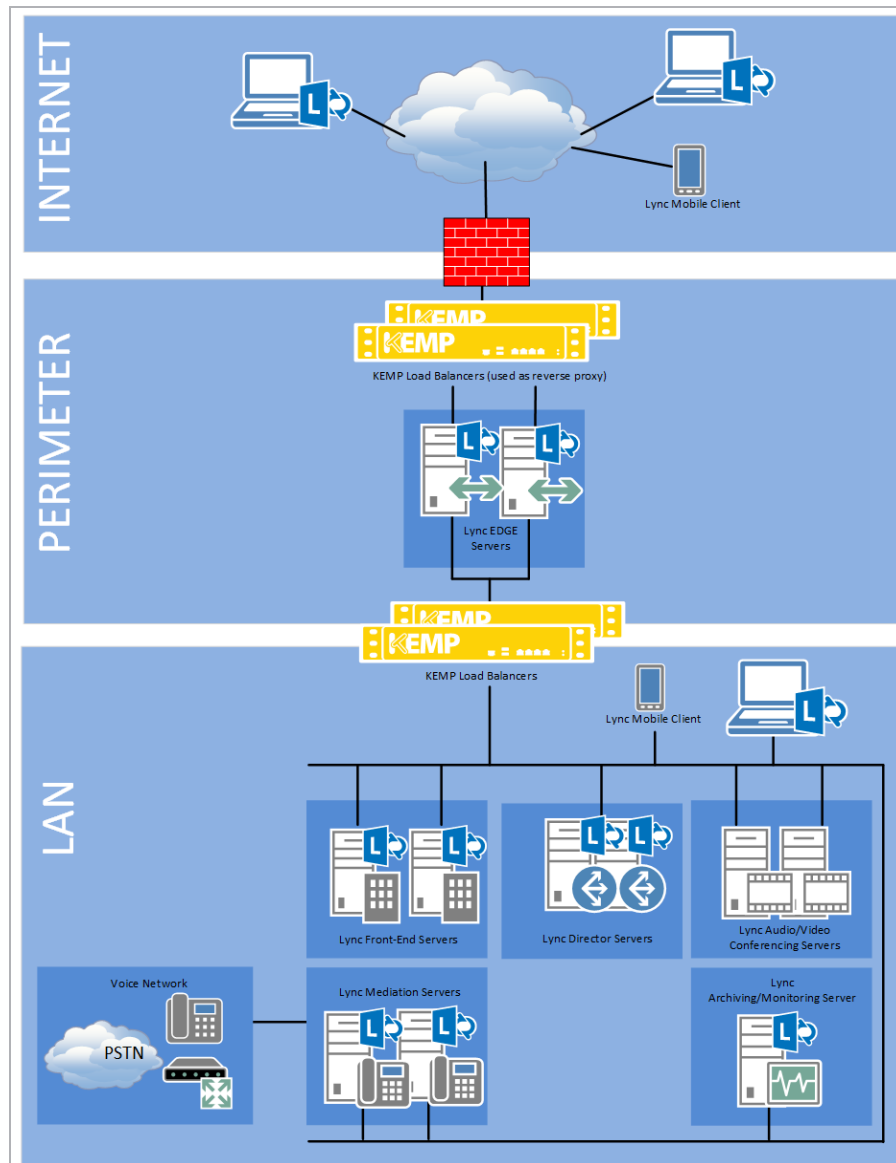 INTERNET
L
L
Lync Mobile Client
PERIMETER
KEMP
KEMP
KEMP Load Balancers (used as reverse proxy)
L
L
Lync EDGE
Servers
KEMP
KEMP
KEMP Load Balancers
LAN
Lync Mobile Client
L
L
L
L
L
Lync Front-End Servers
Lync Director Servers
Lync Audio/Video
Conferencing Servers
Voice Network
PSTN
Lync Mediation Servers
L
L
Lync
Archiving/Monitoring Server
L